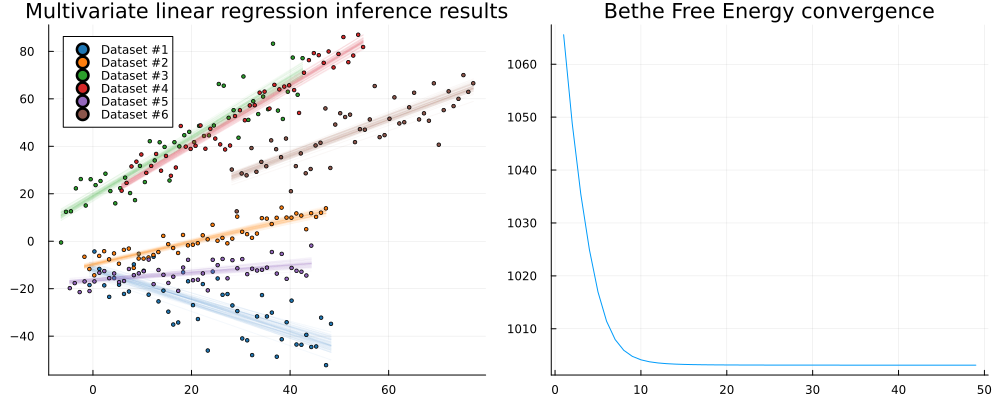 Multivariate linear regression inference results
80
60
40
20
0
−20
−40
0
20
40
60
Dataset #1
Dataset #2
Dataset #3
Dataset #4
Dataset #5
Dataset #6
Bethe Free Energy convergence
1060
1050
1040
1030
1020
1010
0
10
20
30
40
50